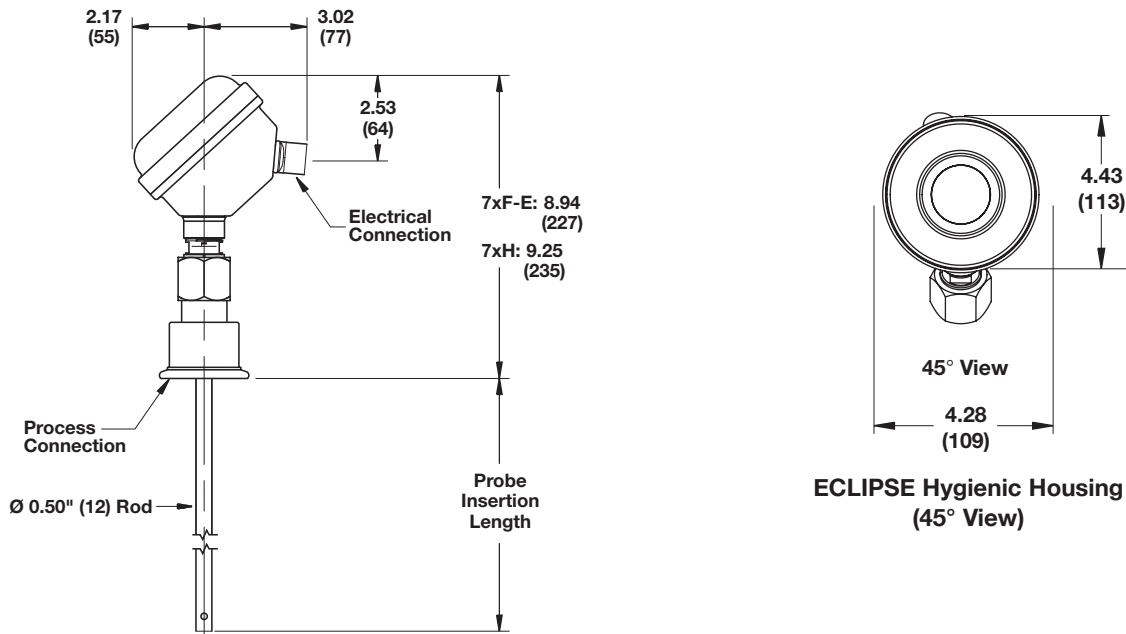 2.17
(55)
3.02
(77)
2.53
(64)
Electrical
Connection
7xF-E: 8.94
(227)
7xH: 9.25
(235)
Process
Connection
Ø 0.50" (12) Rod
Probe
Insertion
Length
4.43
(113)
45° View
4.28
(109)
ECLIPSE Hygienic Housing
(45° View)